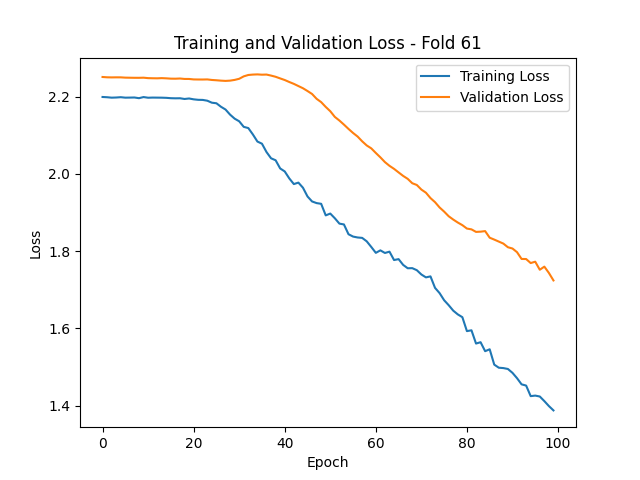 Training and Validation Loss - Fold 61
Training Loss
Validation Loss
2.2
2.0
1.8
1.6
1.4
Loss
0 20 40 60 80 100
Epoch